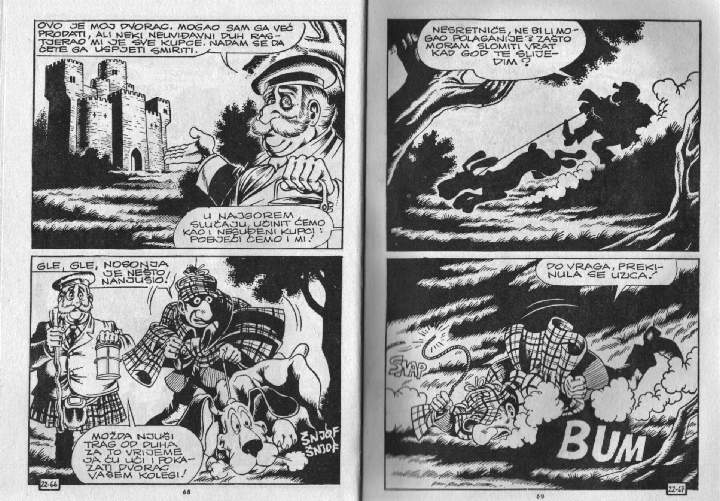 OVO JE MOJ DVORAC. MOGAO SAM GA VEĆ
PRODATI, ALI NEKI NEUVIĐAVNI DUH RAS-
TJERAO MI JE SVE KUPCE. NADAM SE DA
ĆETE GA USPJETI SMIRITI.
U NAJGOREM
SLUČAJU, UČINIT ĆEMO
KAO I NESUĐENI KUPCI:
POBJEĆI ĆEMO I MI!
GLE, GLE, NOSONJA
JE NEŠTO
NANJUŠIO!
ŠNJOF
ŠNJOF
MOŽDA NJUŠI
TRAG OD DUHA.
ZA TO VRIJEME
JA ĆU UĆI I POKA-
ZATI DVORAC
VAŠEM KOLEGI!
22-66
68
NESRETNIČE, NE BI LI MO-
GAO POLAGANIJE? ZAŠTO
MORAM SLOMITI VRAT
KAD GOD TE SLIJE-
DIM?
DO VRAGA, PREKI-
NULA SE UZICA!
SNAP
BUM
69
22-67